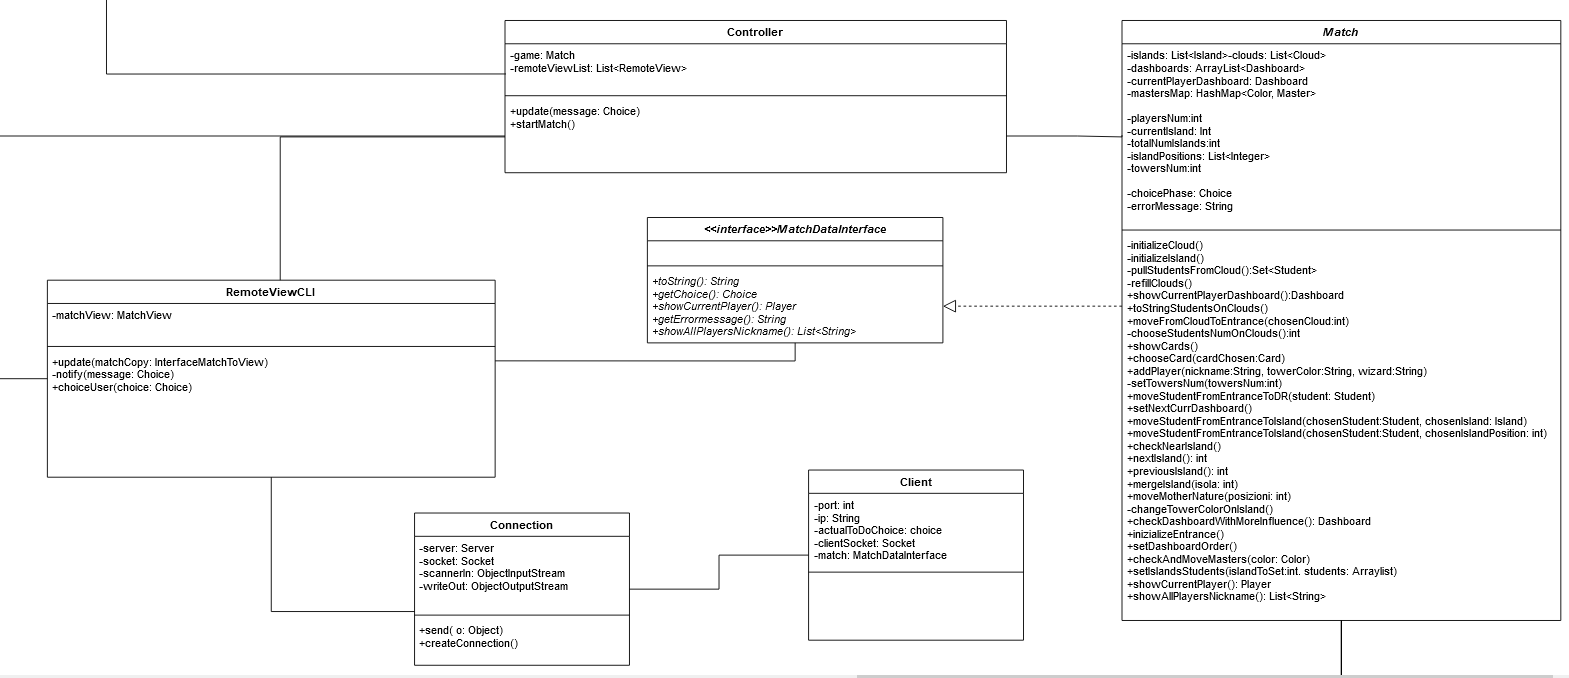 Controller
-game: Match
-remoteViewList: List<RemoteView>
+update(message: Choice)
+startMatch()
Match
-islands: List<Island>-clouds: List<Cloud>
-dashboards: ArrayList<Dashboard>
-currentPlayerDashboard: Dashboard
-mastersMap: HashMap<Color, Master>
-playersNum:int
-currentIsland: Int
-totalNumIslands:int
-islandPositions: List<Integer>
-towersNum:int
-choicePhase: Choice
-errorMessage: String
-initializeCloud()
-initializeIsland()
-pullStudentsFromCloud():Set<Student>
-refillClouds()
+showCurrentPlayerDashboard():Dashboard
+toStringStudentsOnClouds()
+moveFromCloudToEntrance(chosenCloud:int)
-chooseStudentsNumOnClouds():int
+showCards()
+chooseCard(cardChosen:Card)
+addPlayer(nickname:String, towerColor:String, wizard:String)
-setTowersNum(towersNum:int)
+moveStudentFromEntranceToDR(student: Student)
+setNextCurrDashboard()
+moveStudentFromEntranceToIsland(chosenStudent:Student, chosenIsland: Island)
+moveStudentFromEntranceToIsland(chosenStudent:Student, chosenIslandPosition: int)
+checkNearIsland()
+nextIsland(): int
+previousIsland(): int
+mergeIsland(isola: int)
+moveMotherNature(posizioni: int)
-changeTowerColorOnIsland()
+checkDashboardWithMoreInfluence(): Dashboard
+inizializeEntrance()
+setDashboardOrder()
+checkAndMoveMasters(color: Color)
+setIslandsStudents(islandToSet:int. students: Arraylist)
+showCurrentPlayer(): Player
+showAllPlayersNickname(): List<String>
<<interface>>MatchDataInterface
+toString(): String
+getChoice(): Choice
+showCurrentPlayer(): Player
+getErrormessage(): String
+showAllPlayersNickname(): List<String>
RemoteViewCLI
-matchView: MatchView
+update(matchCopy: InterfaceMatchToView)
-notify(message: Choice)
+choiceUser(choice: Choice)
Connection
-server: Server
-socket: Socket
-scannerIn: ObjectInputStream
-writeOut: ObjectOutputStream
+send( o: Object)
+createConnection()
Client
-port: int
-ip: String
-actualToDoChoice: choice
-clientSocket: Socket
-match: MatchDataInterface